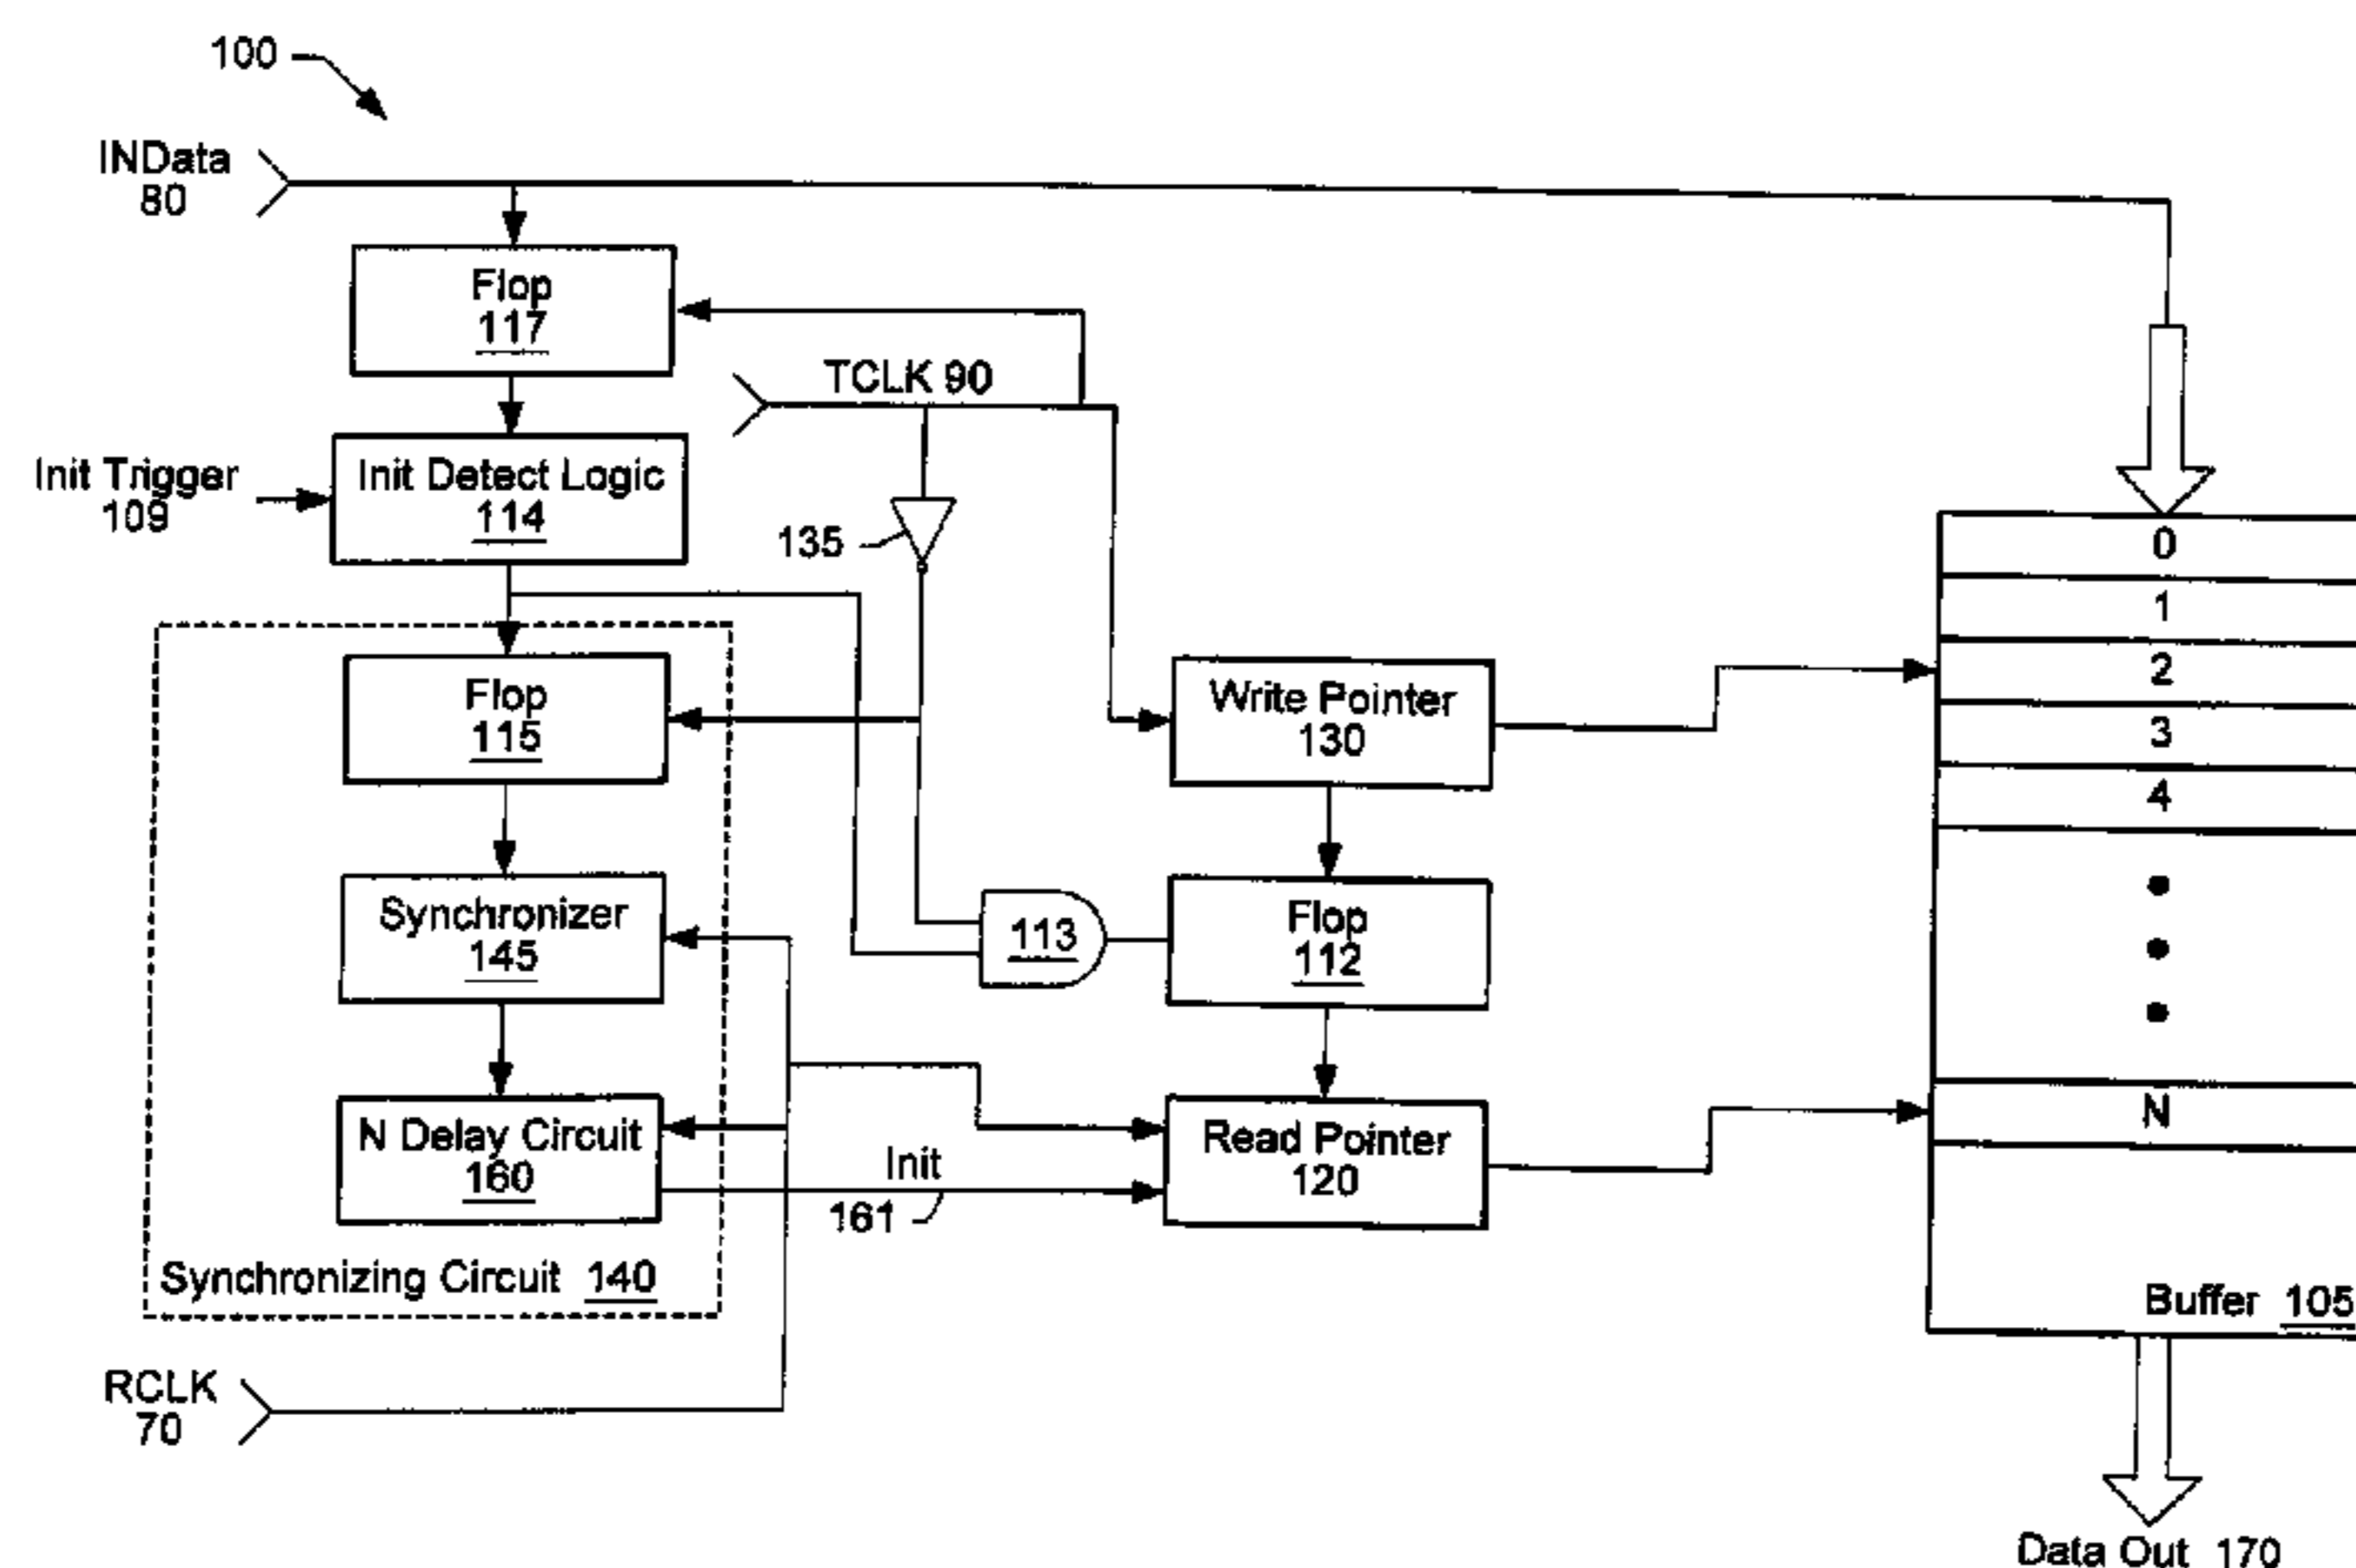 100
INData
80
Flop
117
TCLK 90
Init Trigger
109
Init Detect Logic
114
135
0
1
2
3
4
N
Flop
115
Write Pointer
130
Synchronizer
145
113
Flop
112
N Delay Circuit
160
Init
161
Read Pointer
120
Synchronizing Circuit 140
Buffer 105
RCLK
70
Data Out 170